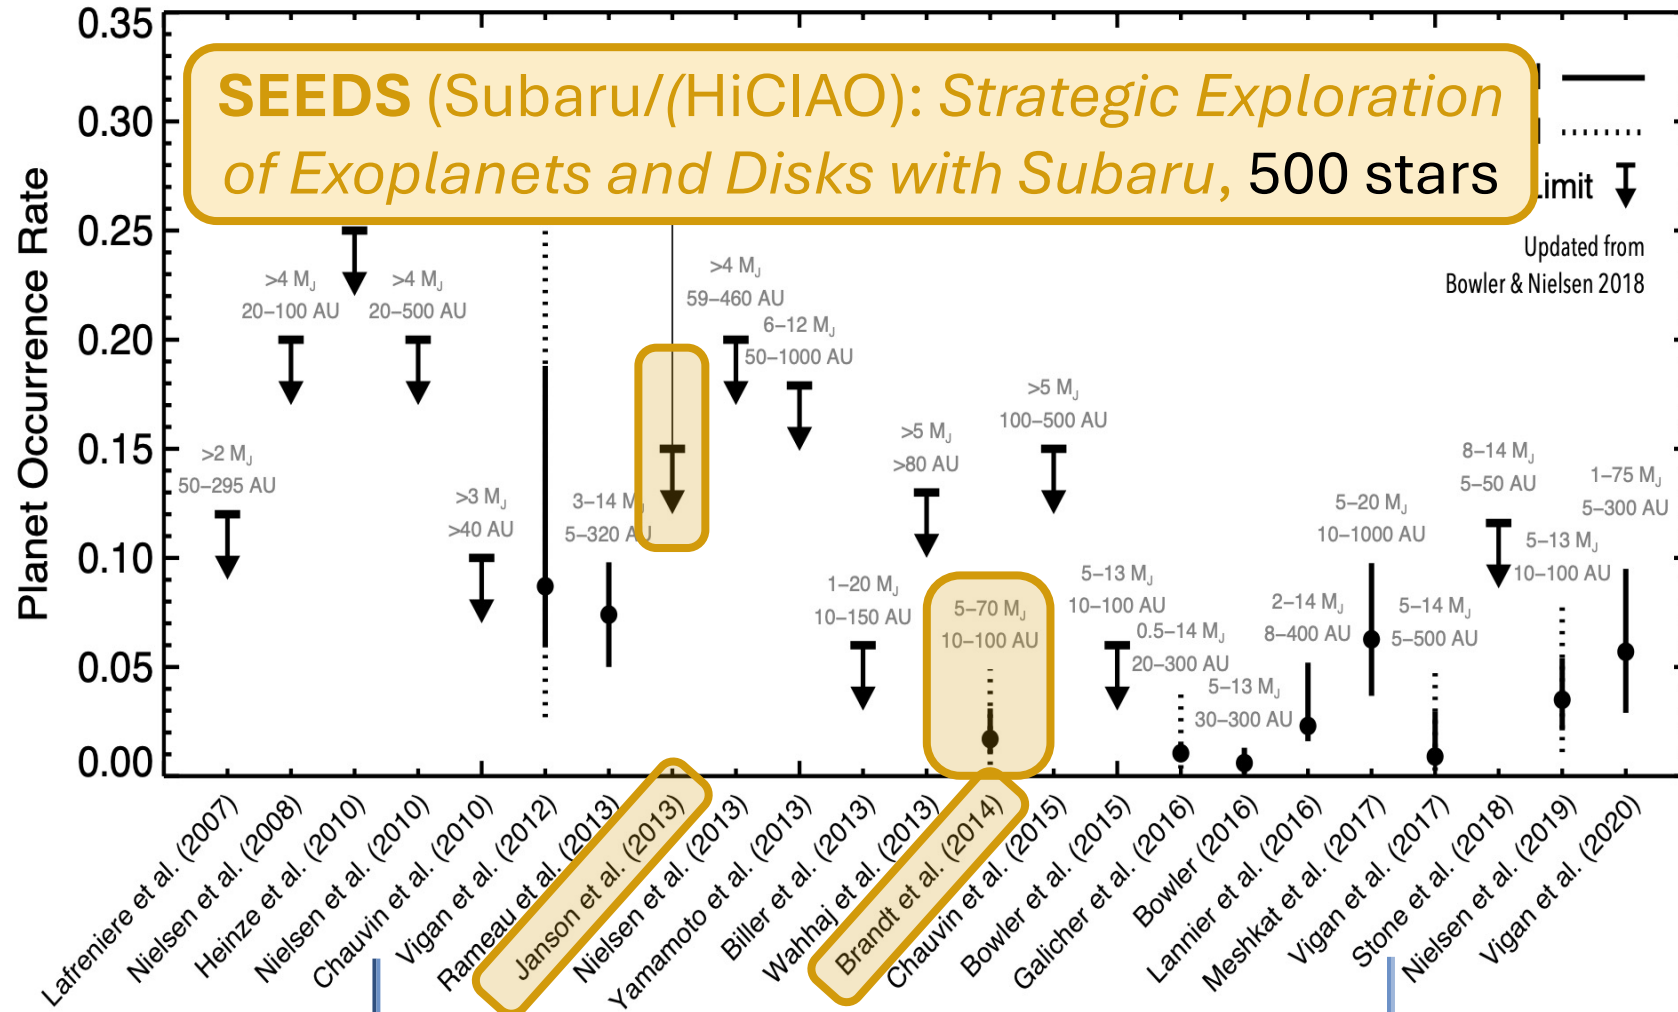 0.35
0.30
0.25
0.20
0.15
0.10
0.05
0.00
Planet Occurrence Rate
SEEDS (Subaru/(HiCIAO): Strategic Exploration
of Exoplanets and Disks with Subaru, 500 stars
Limit
Updated from
Bowler & Nielsen 2018
>2 MJ
50–295 AU
>4 MJ
20–100 AU
>4 MJ
20–500 AU
>3 MJ
>40 AU
3–14 MJ
5–320 AU
>4 MJ
59–460 AU
6–12 MJ
50–1000 AU
1–20 MJ
10–150 AU
>5 MJ
>80 AU
5–70 MJ
10–100 AU
>5 MJ
100–500 AU
5–13 MJ
10–100 AU
0.5–14 MJ
20–300 AU
5–13 MJ
30–300 AU
2–14 MJ
8–400 AU
5–20 MJ
10–1000 AU
5–14 MJ
5–500 AU
8–14 MJ
5–50 AU
5–13 MJ
10–100 AU
1–75 MJ
5–300 AU
Lafreniere et al. (2007)
Nielsen et al. (2008)
Heinze et al. (2010)
Nielsen et al. (2010)
Chauvin et al. (2010)
Vigan et al. (2012)
Rameau et al. (2013)
Janson et al. (2013)
Nielsen et al. (2013)
Yamamoto et al. (2013)
Biller et al. (2013)
Wahhaj et al. (2013)
Brandt et al. (2014)
Chauvin et al. (2015)
Bowler et al. (2015)
Galicher et al. (2016)
Bowler (2016)
Lannier et al. (2016)
Meshkat et al. (2017)
Vigan et al. (2017)
Stone et al. (2018)
Nielsen et al. (2019)
Vigan et al. (2020)